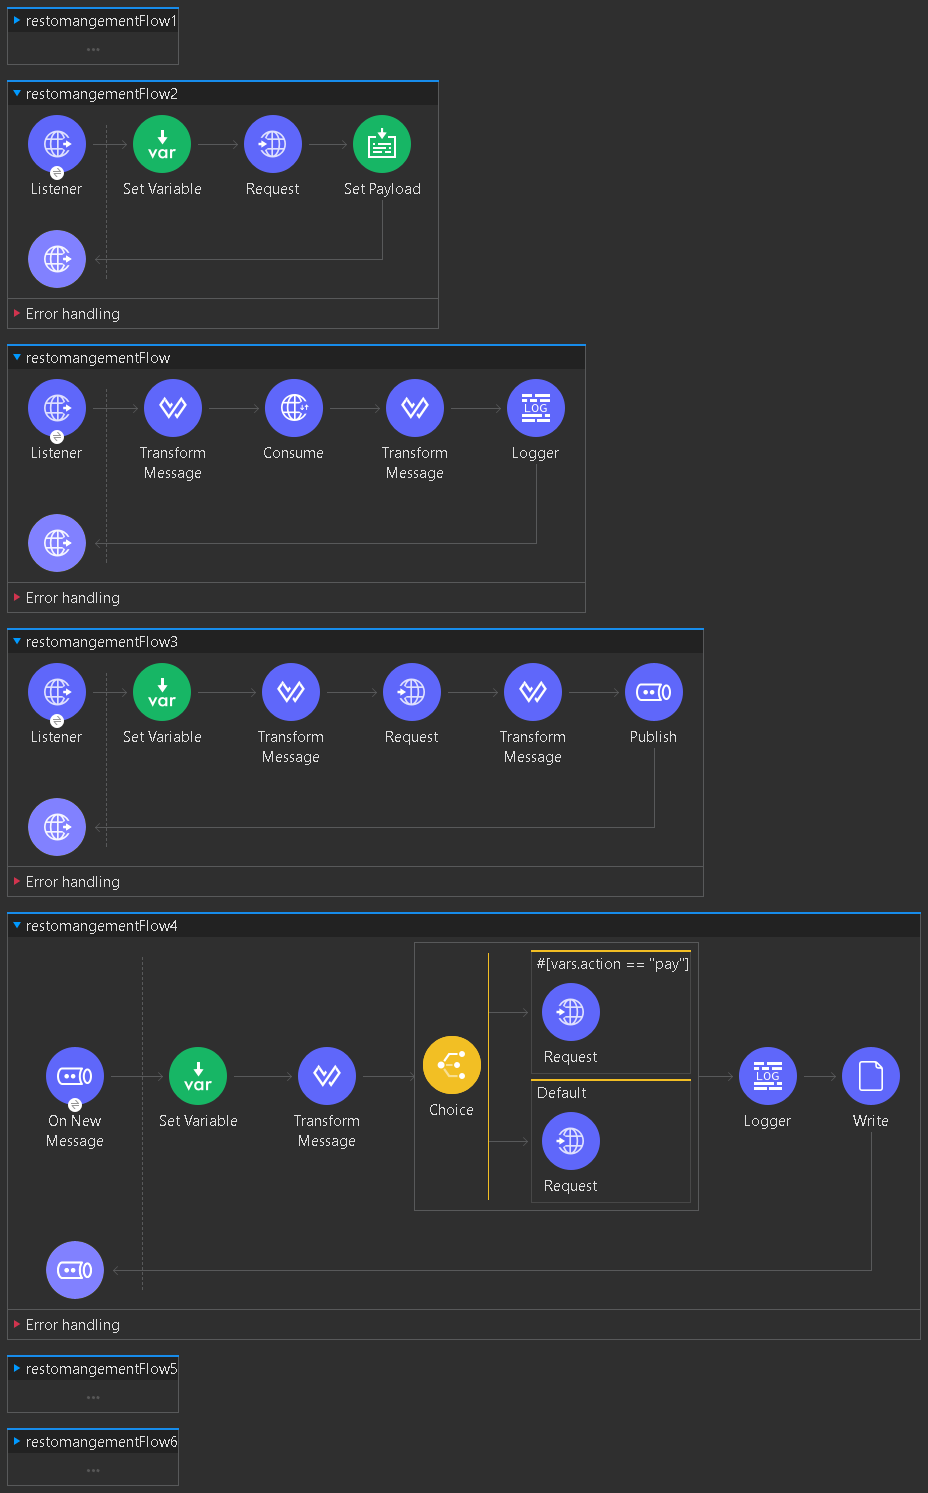 restomangementFlow1
...
restomangementFlow2
Listener
var
Set Variable
Request
Set Payload
Error handling
restomangementFlow
Listener
Transform
Message
Consume
Transform
Message
LOG
Logger
Error handling
restomangementFlow3
Listener
var
Set Variable
Transform
Message
Request
Transform
Message
Publish
Error handling
restomangementFlow4
On New
Message
var
Set Variable
Transform
Message
Choice
#[vars.action == "pay"]
Request
Default
Request
LOG
Logger
Write
Error handling
restomangementFlow5
...
restomangementFlow6
...